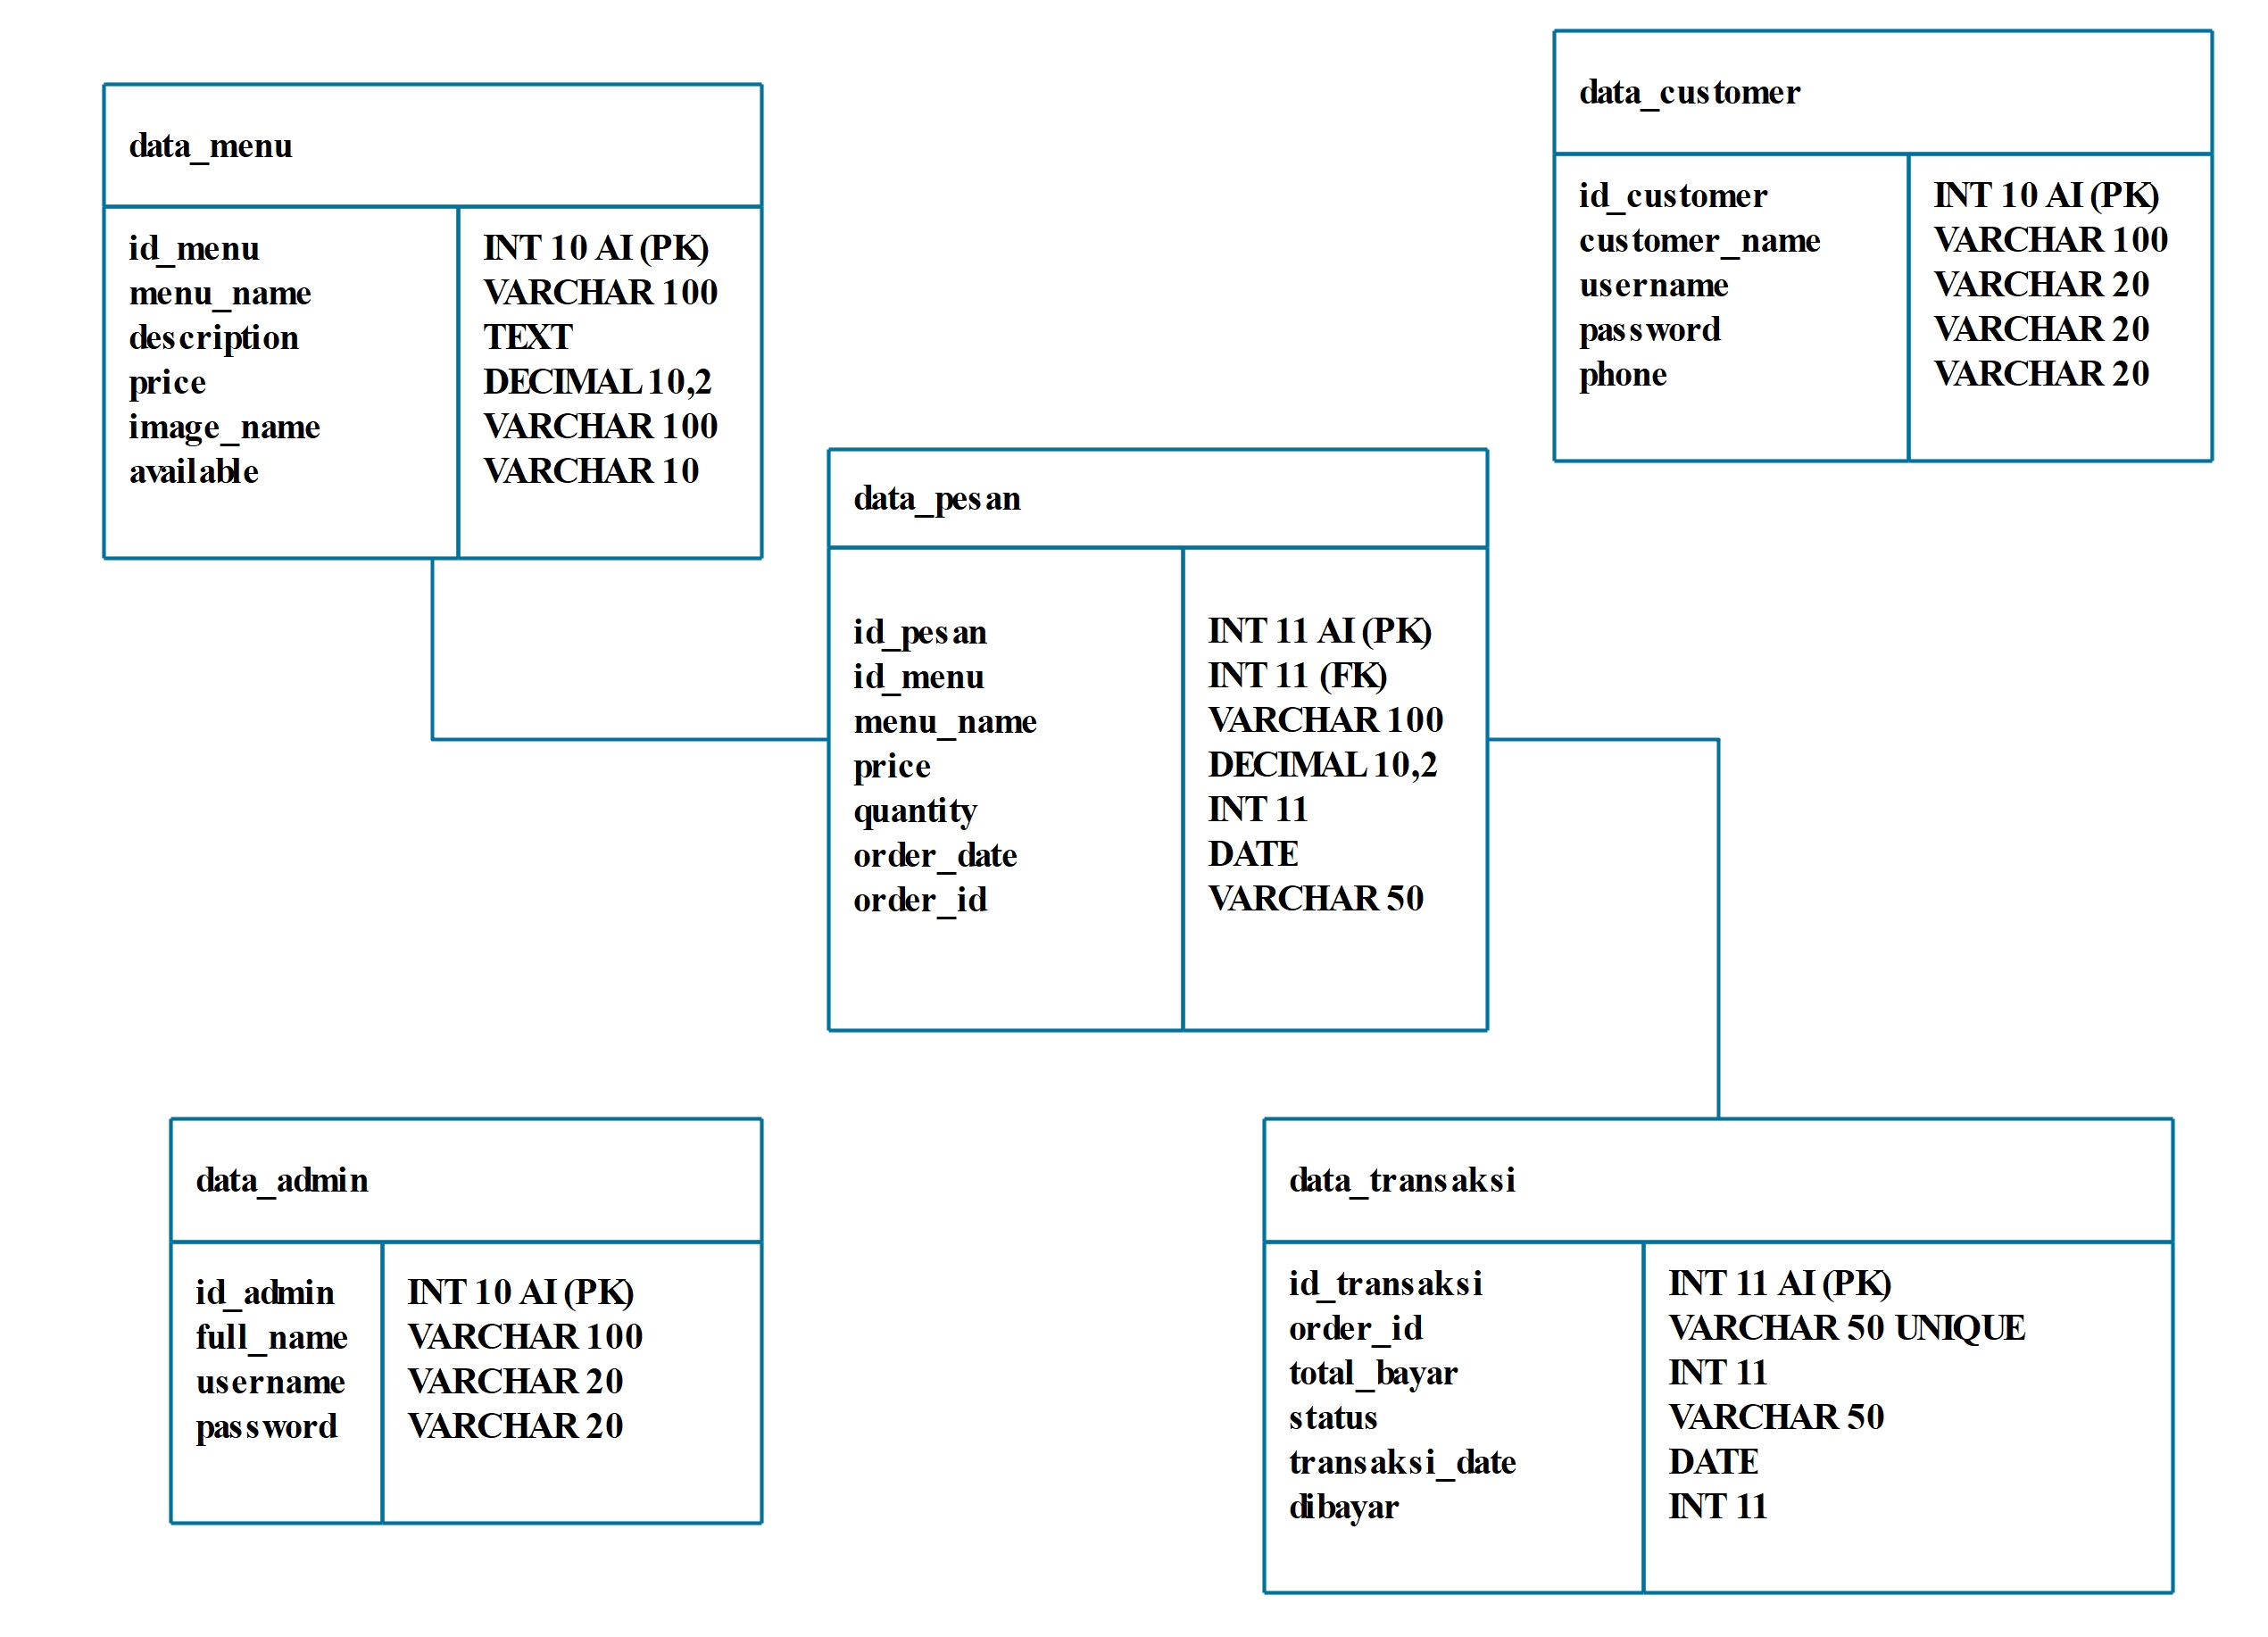 data_menu
id_menu INT 10 AI (PK)
menu_name VARCHAR 100
description TEXT
price DECIMAL 10,2
image_name VARCHAR 100
available VARCHAR 10
data_customer
id_customer INT 10 AI (PK)
customer_name VARCHAR 100
username VARCHAR 20
password VARCHAR 20
phone VARCHAR 20
data_pesan
id_pesan INT 11 AI (PK)
id_menu INT 11 (FK)
menu_name VARCHAR 100
price DECIMAL 10,2
quantity INT 11
order_date DATE
order_id VARCHAR 50
data_admin
id_admin INT 10 AI (PK)
full_name VARCHAR 100
username VARCHAR 20
password VARCHAR 20
data_transaksi
id_transaksi INT 11 AI (PK)
order_id VARCHAR 50 UNIQUE
total_bayar INT 11
status VARCHAR 50
transaksi_date DATE
dibayar INT 11